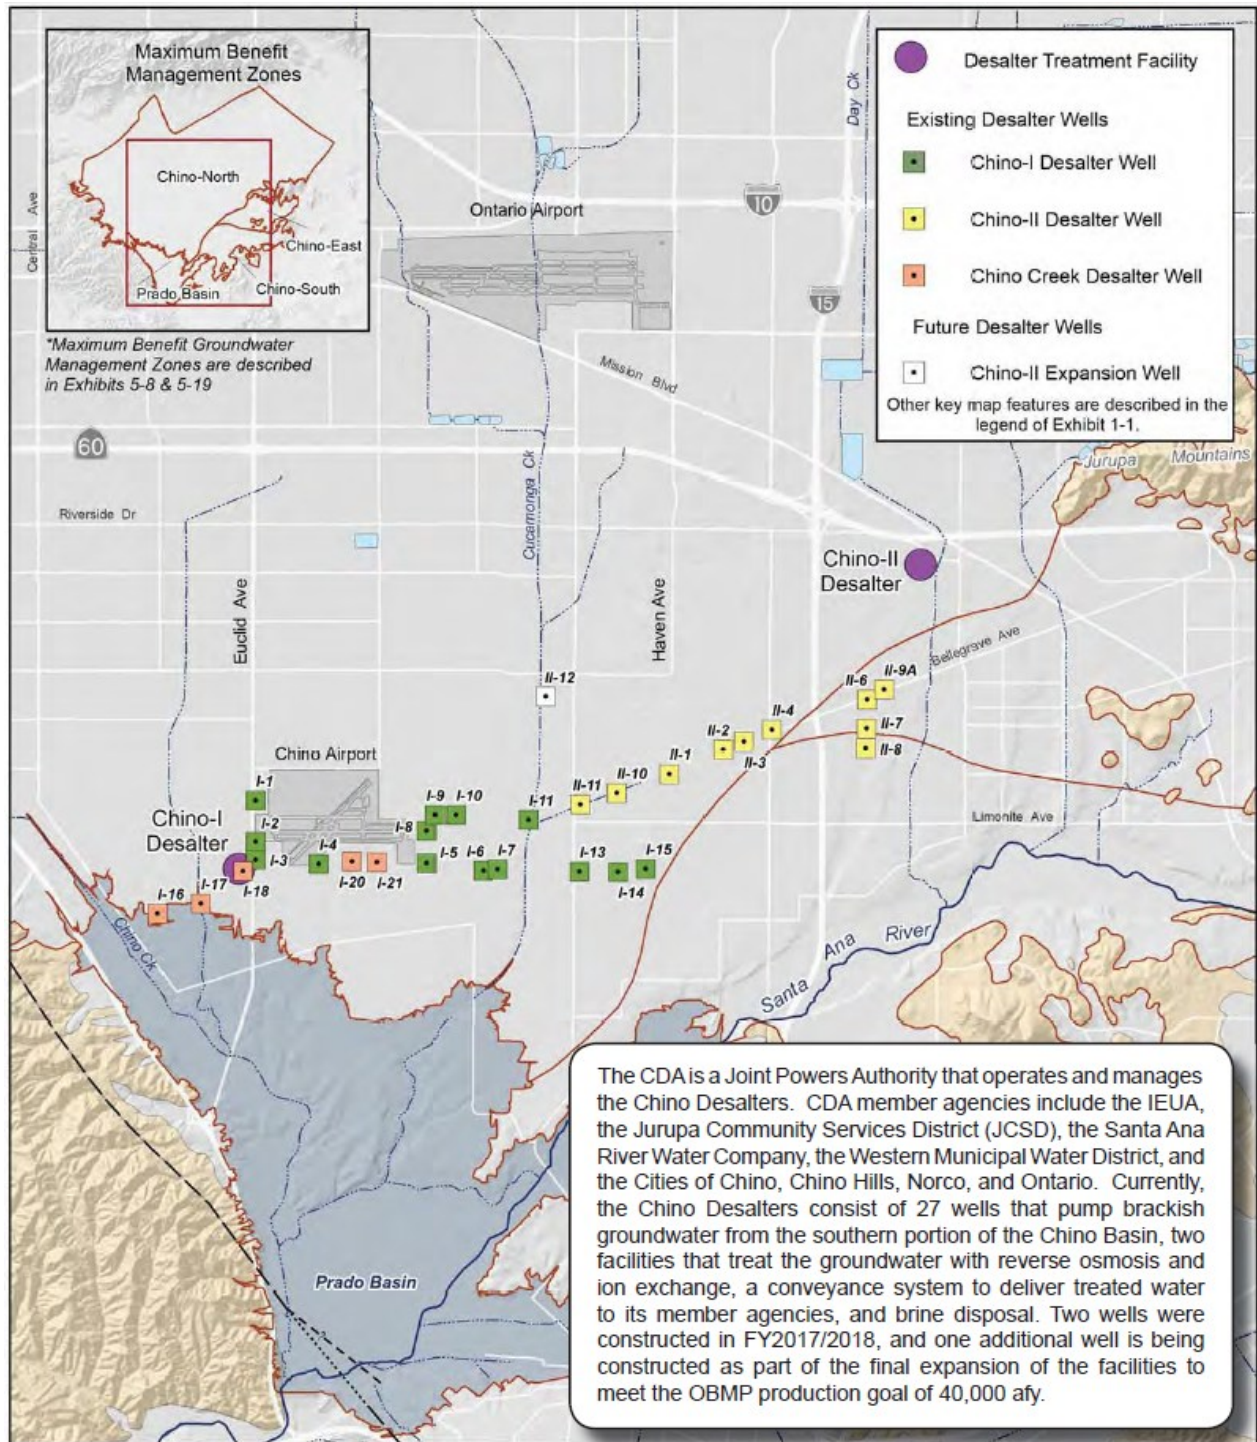 Maximum Benefit
Management Zones
Chino-North
Chino-East
Chino-South
Prado Basin
*Maximum Benefit Groundwater
Management Zones are described
in Exhibits 5-8 & 5-19
Desalter Treatment Facility
Existing Desalter Wells
Chino-I Desalter Well
Chino-II Desalter Well
Chino Creek Desalter Well
Future Desalter Wells
Chino-II Expansion Well
Other key map features are described in the
legend of Exhibit 1-1.
Central Ave
Day Ck
10
Ontario Airport
15
Mission Blvd
60
Jurupa Mountains
Riverside Dr
Cucamonga Ck
Chino-II
Desalter
Euclid Ave
Haven Ave
Bellegrave Ave
II-12
II-6
II-9A
II-4
II-2
II-7
II-3
II-8
II-1
Chino Airport
II-10
II-11
I-1
I-9
I-10
I-11
Limonite Ave
I-2
I-8
Chino-I
Desalter
I-3
I-4
I-5
I-6
I-7
I-13
I-15
I-20
I-21
I-14
I-16
I-17
I-18
Chino Ck
Santa Ana River
Prado Basin
The CDA is a Joint Powers Authority that operates and manages
the Chino Desalters. CDA member agencies include the IEUA,
the Jurupa Community Services District (JCSD), the Santa Ana
River Water Company, the Western Municipal Water District, and
the Cities of Chino, Chino Hills, Norco, and Ontario. Currently,
the Chino Desalters consist of 27 wells that pump brackish
groundwater from the southern portion of the Chino Basin, two
facilities that treat the groundwater with reverse osmosis and
ion exchange, a conveyance system to deliver treated water
to its member agencies, and brine disposal. Two wells were
constructed in FY2017/2018, and one additional well is being
constructed as part of the final expansion of the facilities to
meet the OBMP production goal of 40,000 afy.